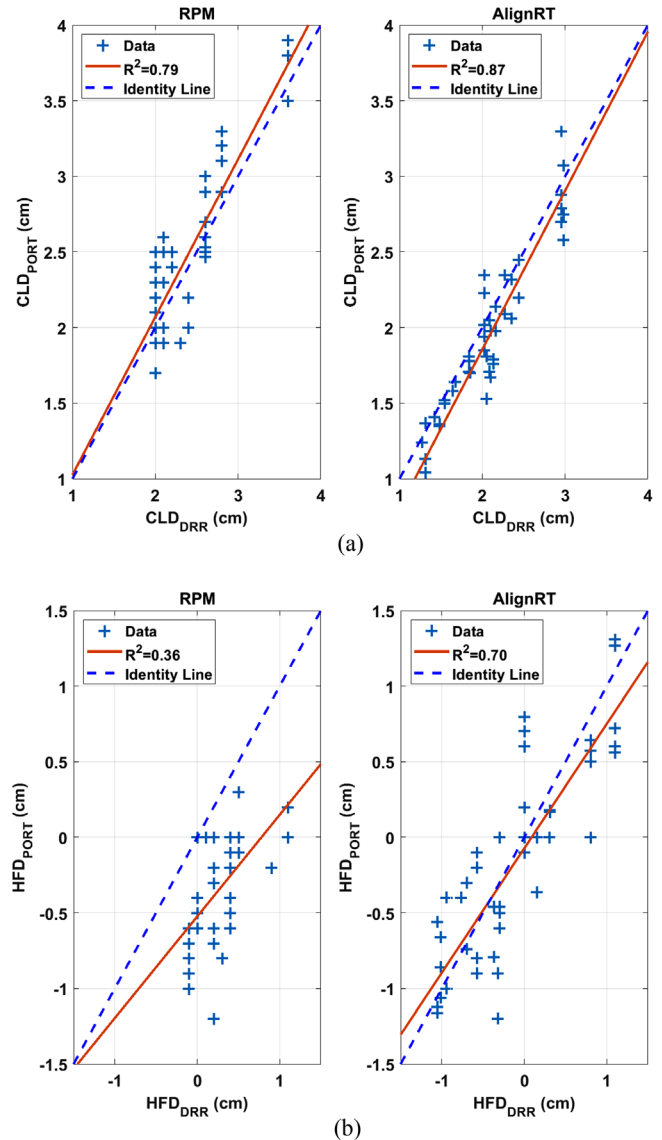 RPM
4
3.5
3
2.5
2
1.5
1
CLD_PORT (cm)
Data
R²=0.79
Identity Line
1 2 3 4
CLD_DRR (cm)
AlignRT
4
3.5
3
2.5
2
1.5
1
CLD_PORT (cm)
Data
R²=0.87
Identity Line
1 2 3 4
CLD_DRR (cm)
(a)
RPM
1.5
1
0.5
0
-0.5
-1
-1.5
HFD_PORT (cm)
Data
R²=0.36
Identity Line
-1 0 1
HFD_DRR (cm)
AlignRT
1.5
1
0.5
0
-0.5
-1
-1.5
HFD_PORT (cm)
Data
R²=0.70
Identity Line
-1 0 1
HFD_DRR (cm)
(b)